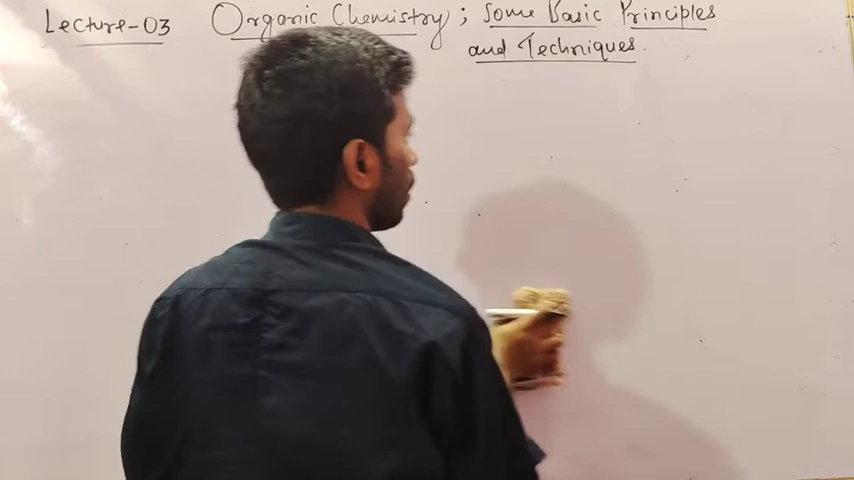 Lecture-03 Organic Chemistry; Some Basic Principles
and Techniques.